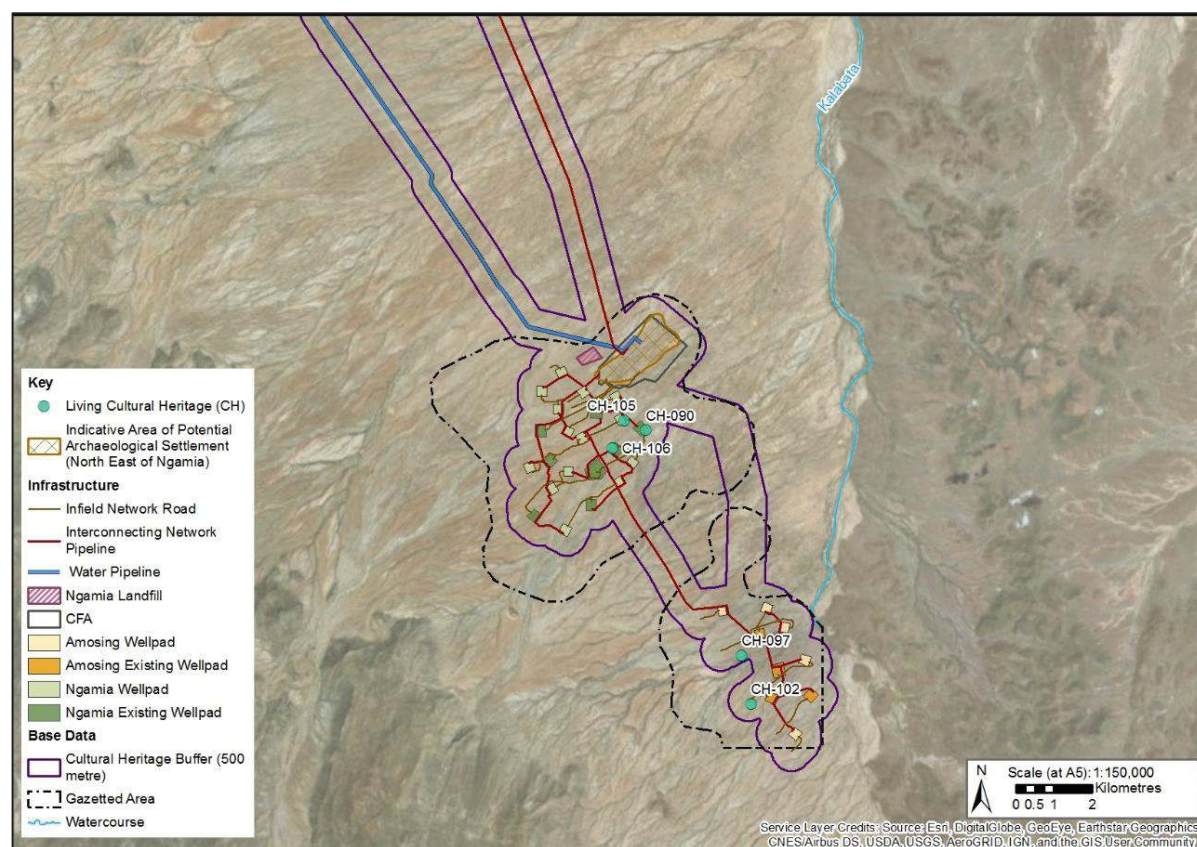 Kalabata
CH-105
CH-090
CH-106
CH-097
CH-102
Key
Living Cultural Heritage (CH)
Indicative Area of Potential
Archaeological Settlement
(North East of Ngamia)
Infrastructure
Infield Network Road
Interconnecting Network
Pipeline
Water Pipeline
Ngamia Landfill
CFA
Amosing Wellpad
Amosing Existing Wellpad
Ngamia Wellpad
Ngamia Existing Wellpad
Base Data
Cultural Heritage Buffer (500
metre)
Gazetted Area
Watercourse
N
Scale (at A5): 1:150,000
Kilometres
0 0.5 1 2
Service Layer Credits: Source: Esri, DigitalGlobe, GeoEye, Earthstar Geographics,
CNES/Airbus DS, USDA, USGS, AeroGRID, IGN, and the GIS User Community